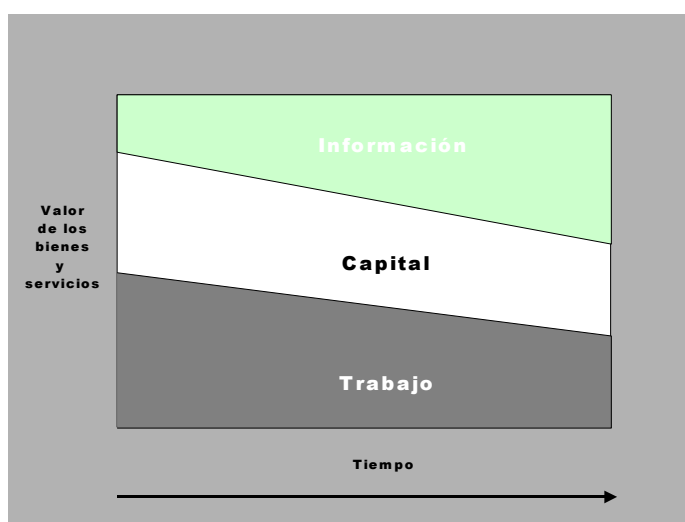 Información
Valor
de los
bienes
y
servicios
Capital
Trabajo
Tiempo